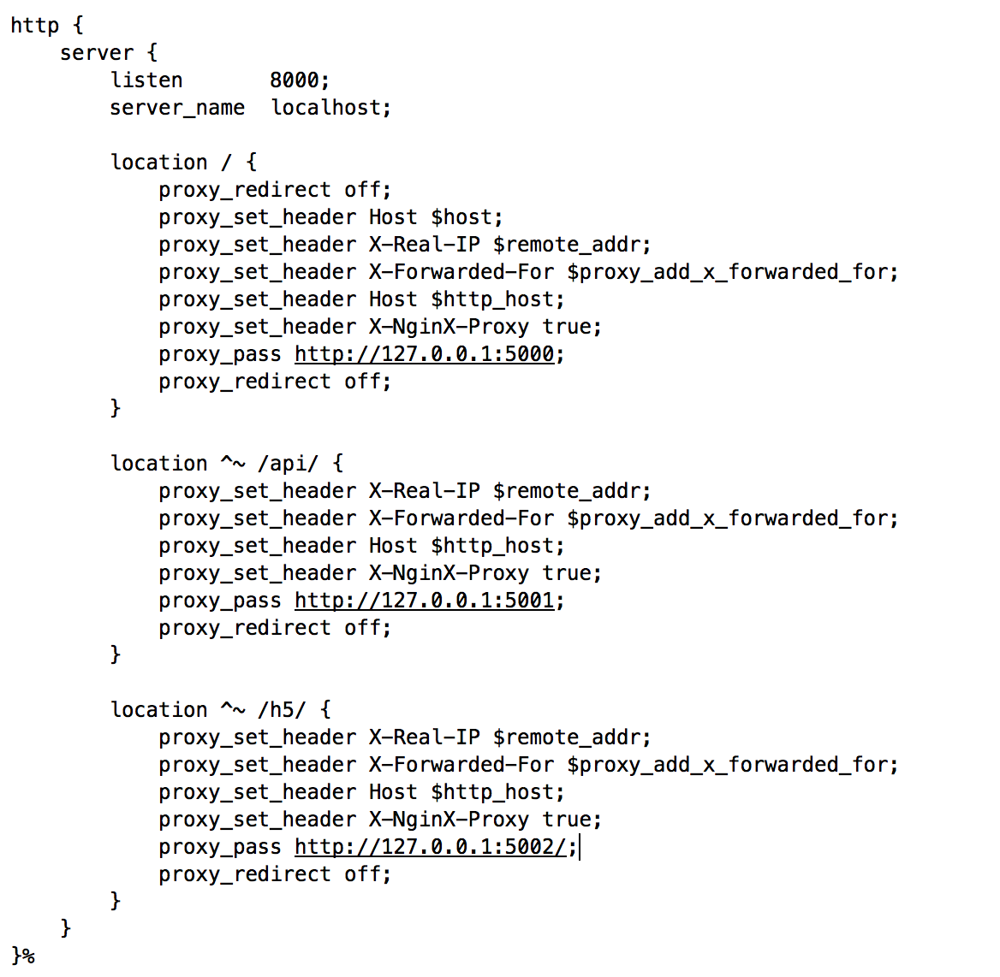 http {
    server {
        listen       8000;
        server_name  localhost;

        location / {
            proxy_redirect off;
            proxy_set_header Host $host;
            proxy_set_header X-Real-IP $remote_addr;
            proxy_set_header X-Forwarded-For $proxy_add_x_forwarded_for;
            proxy_set_header Host $http_host;
            proxy_set_header X-NginX-Proxy true;
            proxy_pass http://127.0.0.1:5000;
            proxy_redirect off;
        }

        location ^~ /api/ {
            proxy_set_header X-Real-IP $remote_addr;
            proxy_set_header X-Forwarded-For $proxy_add_x_forwarded_for;
            proxy_set_header Host $http_host;
            proxy_set_header X-NginX-Proxy true;
            proxy_pass http://127.0.0.1:5001;
            proxy_redirect off;
        }

        location ^~ /h5/ {
            proxy_set_header X-Real-IP $remote_addr;
            proxy_set_header X-Forwarded-For $proxy_add_x_forwarded_for;
            proxy_set_header Host $http_host;
            proxy_set_header X-NginX-Proxy true;
            proxy_pass http://127.0.0.1:5002/;
            proxy_redirect off;
        }
    }
}%